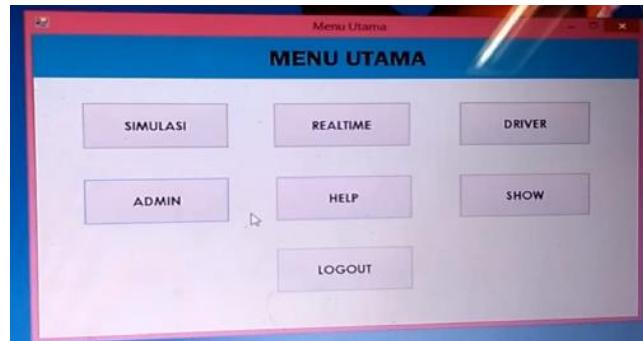 Menu Utama
MENU UTAMA
SIMULASI REALTIME DRIVER
ADMIN HELP SHOW
LOGOUT